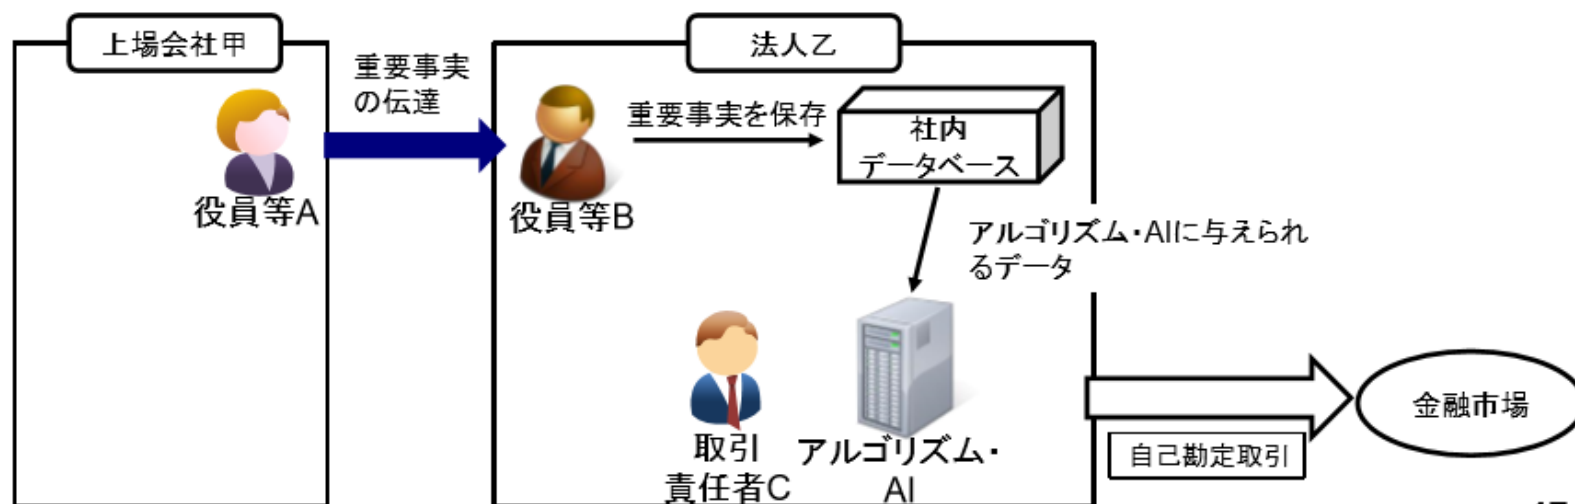 上場会社甲
法人乙
重要事実
の伝達
重要事実を保存
社内
データベース
役員等A
役員等B
アルゴリズム・AIに与えられ
るデータ
取引
責任者C
アルゴリズム・
AI
金融市場
自己勘定取引